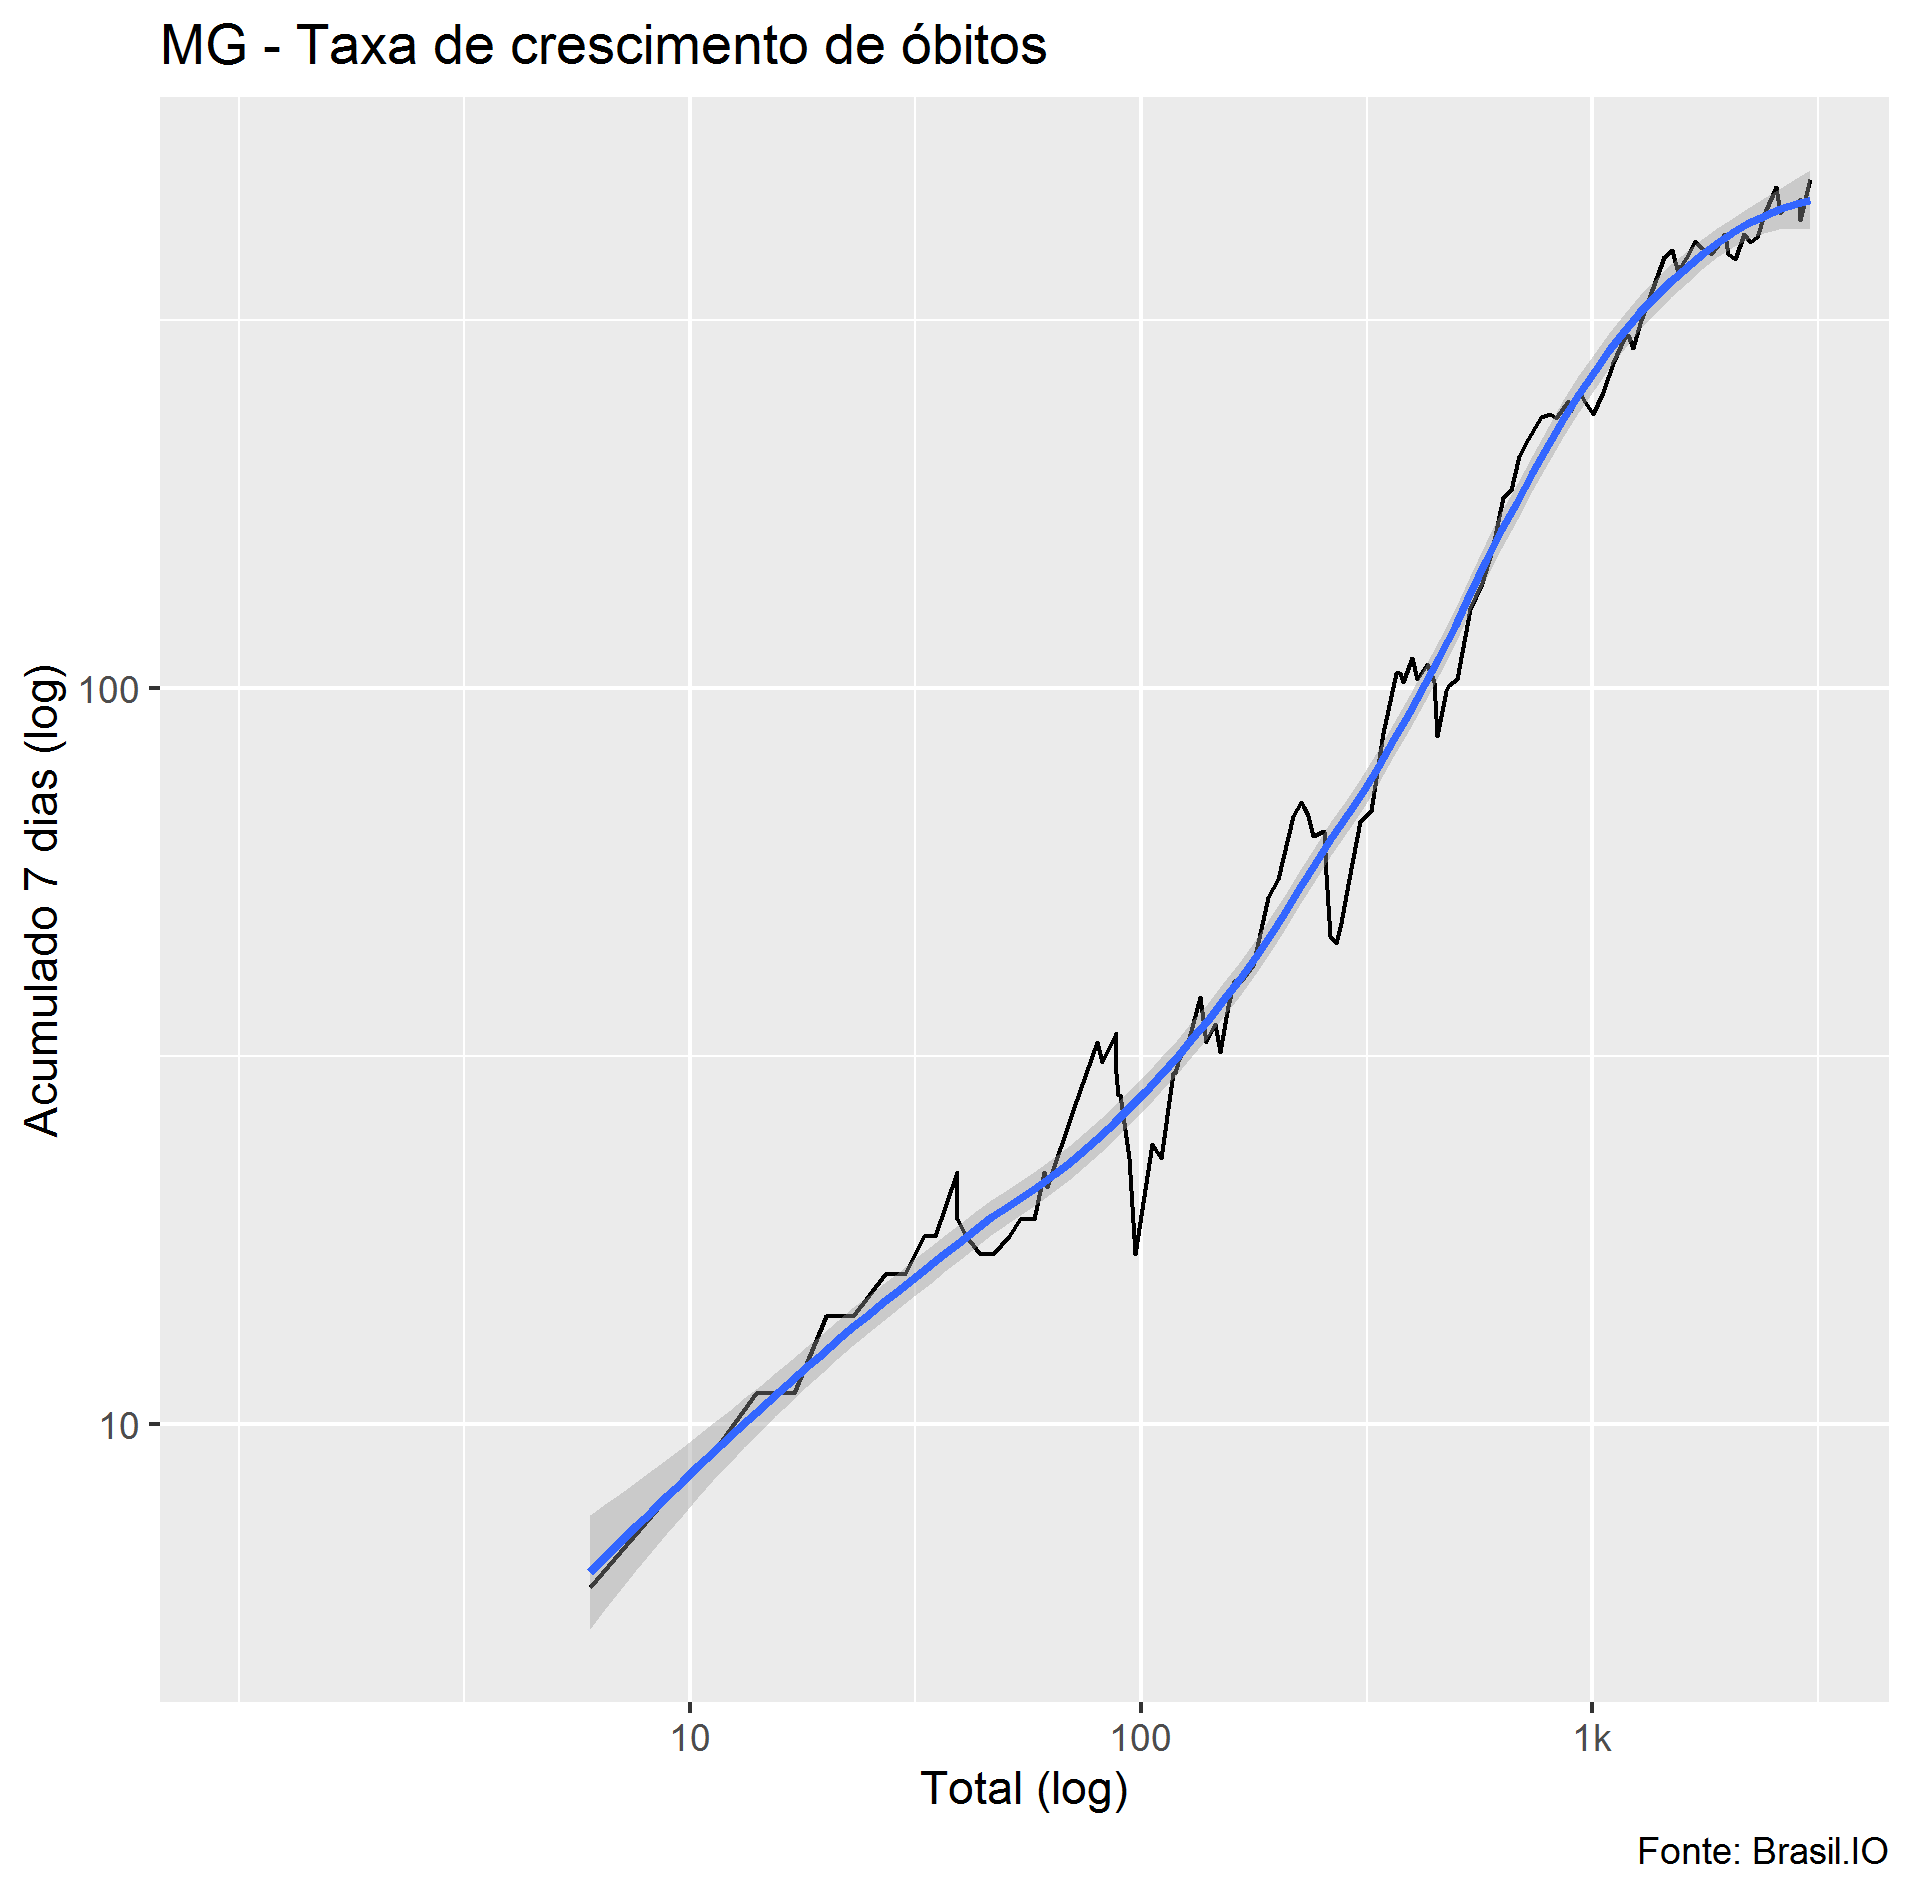 MG - Taxa de crescimento de óbitos
Acumulado 7 dias (log)
100
10
10
100
1k
Total (log)
Fonte: Brasil.IO